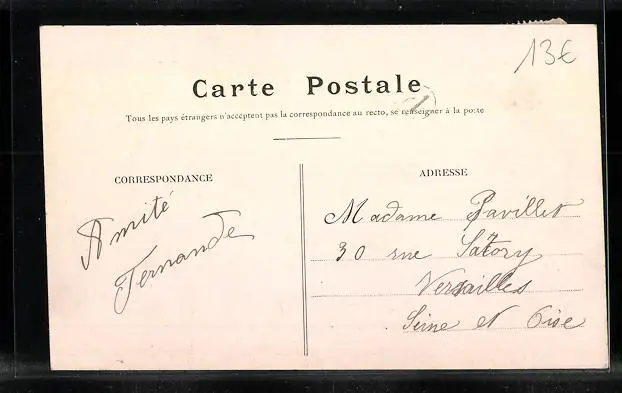 13€
Carte Postale
Tous les pays étrangers n'acceptent pas la correspondance au recto, se renseigner à la poste
CORRESPONDANCE
ADRESSE
Amitié
Fernande
Madame Pavillet
30 rue Satory
Versailles
Seine et Oise